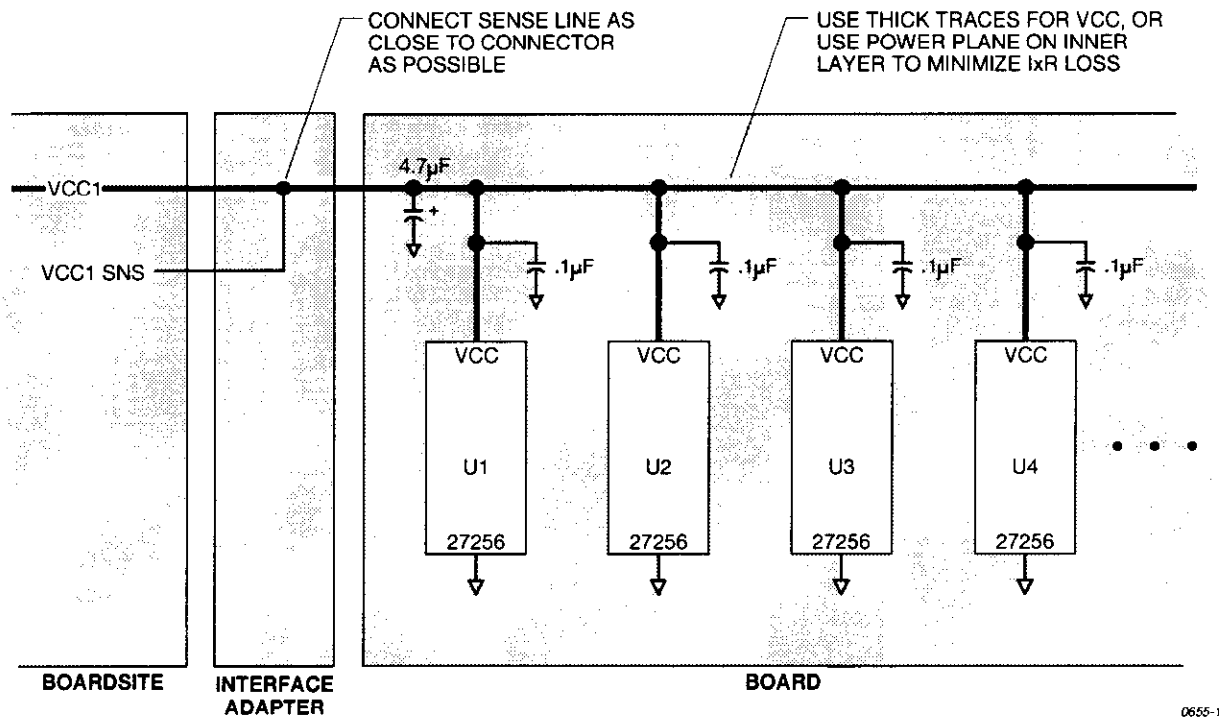 CONNECT SENSE LINE AS
CLOSE TO CONNECTOR
AS POSSIBLE
USE THICK TRACES FOR VCC, OR
USE POWER PLANE ON INNER
LAYER TO MINIMIZE IxR LOSS
VCC1
4.7µF
+
VCC1 SNS
.1µF
.1µF
.1µF
.1µF
VCC
VCC
VCC
VCC
U1
U2
U3
U4
27256
27256
27256
27256
BOARDSITE
INTERFACE
ADAPTER
BOARD